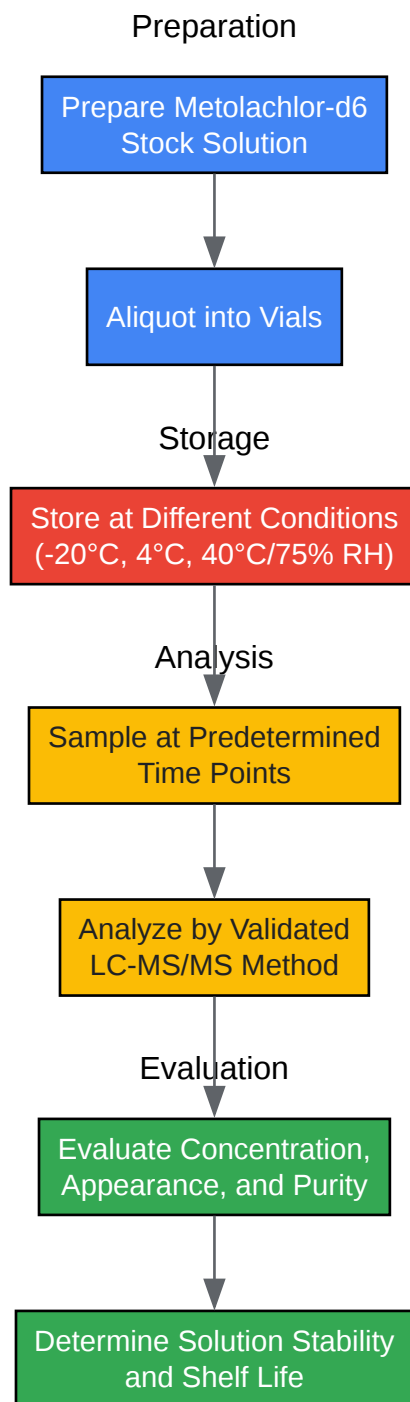 Preparation
Prepare Metolachlor-d6
Stock Solution
Aliquot into Vials
Storage
Store at Different Conditions
(-20°C, 4°C, 40°C/75% RH)
Analysis
Sample at Predetermined
Time Points
Analyze by Validated
LC-MS/MS Method
Evaluation
Evaluate Concentration,
Appearance, and Purity
Determine Solution Stability
and Shelf Life